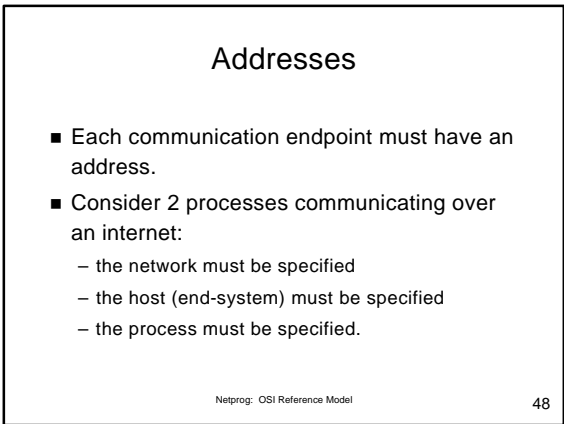 Addresses
■ Each communication endpoint must have an
address.
■ Consider 2 processes communicating over
an internet:
– the network must be specified
– the host (end-system) must be specified
– the process must be specified.
Netprog: OSI Reference Model
48